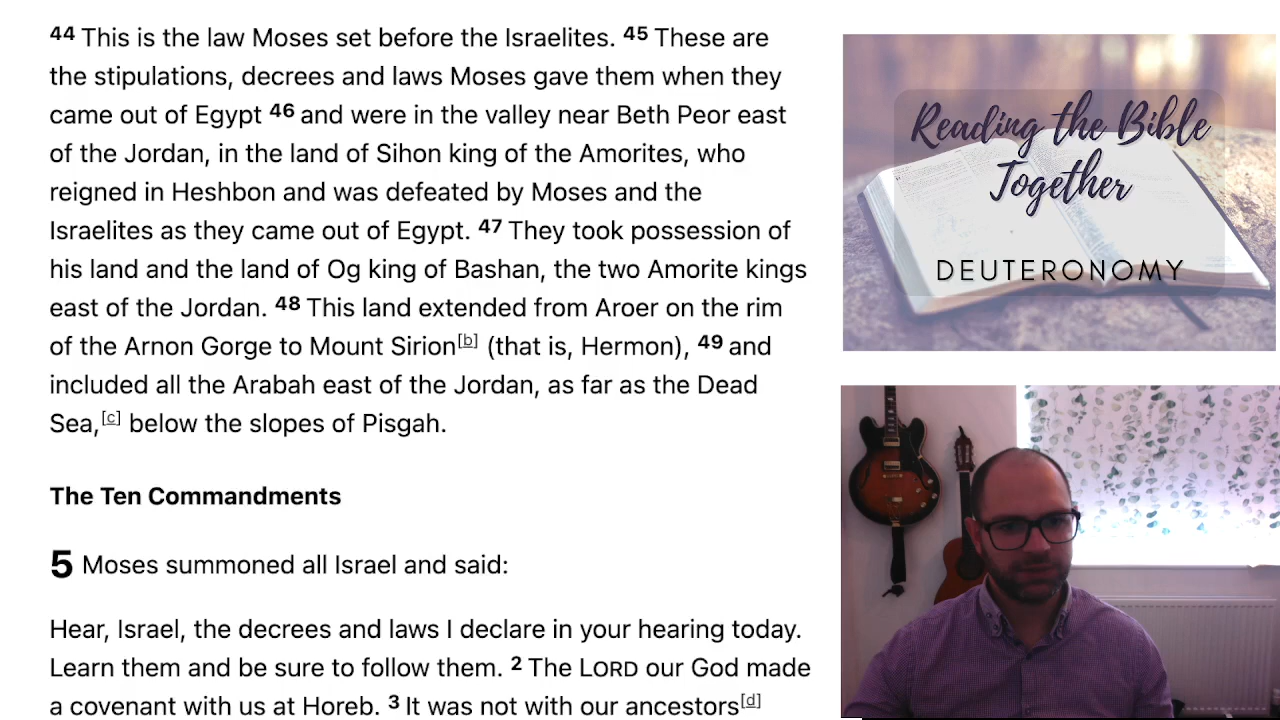 44 This is the law Moses set before the Israelites. 45 These are
the stipulations, decrees and laws Moses gave them when they
came out of Egypt 46 and were in the valley near Beth Peor east
of the Jordan, in the land of Sihon king of the Amorites, who
reigned in Heshbon and was defeated by Moses and the
Israelites as they came out of Egypt. 47 They took possession of
his land and the land of Og king of Bashan, the two Amorite kings
east of the Jordan. 48 This land extended from Aroer on the rim
of the Arnon Gorge to Mount Sirion[b] (that is, Hermon), 49 and
included all the Arabah east of the Jordan, as far as the Dead
Sea,[c] below the slopes of Pisgah.
The Ten Commandments
5 Moses summoned all Israel and said:
Hear, Israel, the decrees and laws I declare in your hearing today.
Learn them and be sure to follow them. 2 The LORD our God made
a covenant with us at Horeb. 3 It was not with our ancestors[d]
Reading the Bible
Together
DEUTERONOMY